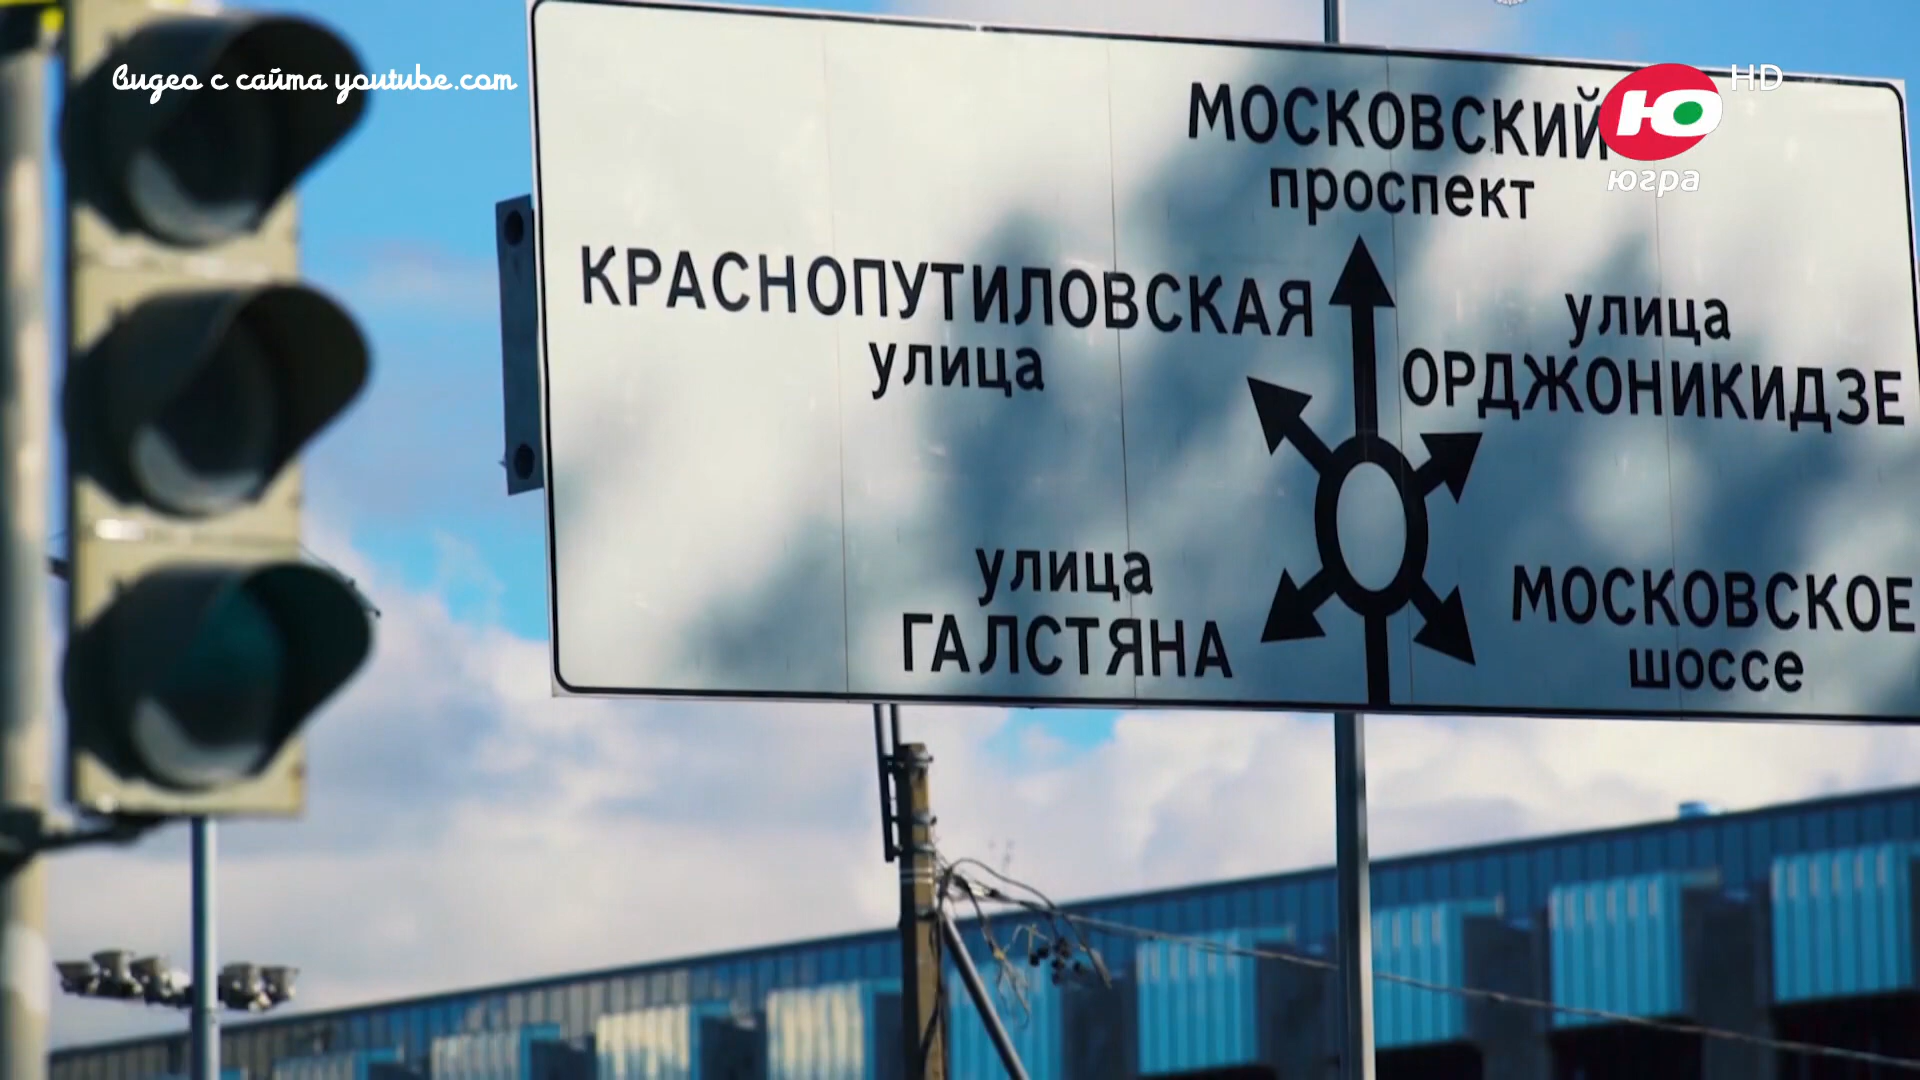 Видео с сайта youtube.com
HD
Ю
югра
МОСКОВСКИЙ
проспект
КРАСНОПУТИЛОВСКАЯ
улица
улица
ОРДЖОНИКИДЗЕ
улица
ГАЛСТЯНА
МОСКОВСКОЕ
шоссе